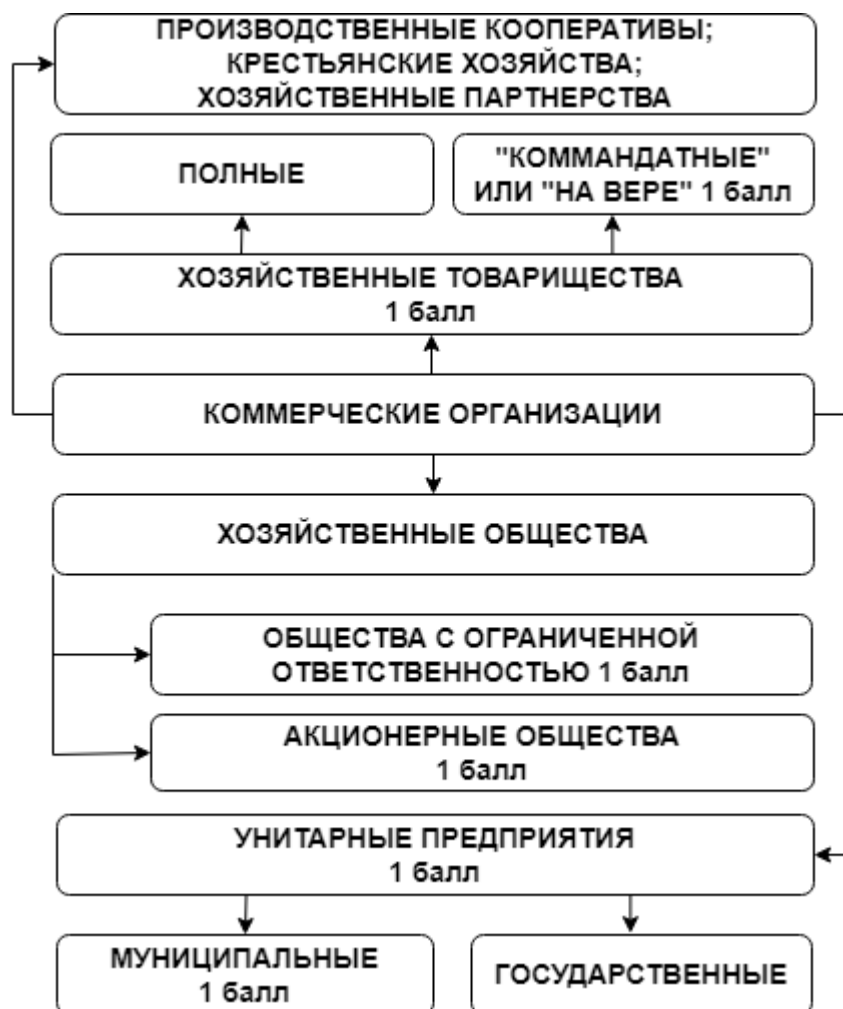 ПРОИЗВОДСТВЕННЫЕ КООПЕРАТИВЫ;
КРЕСТЬЯНСКИЕ ХОЗЯЙСТВА;
ХОЗЯЙСТВЕННЫЕ ПАРТНЕРСТВА
ПОЛНЫЕ
"КОММАНДАТНЫЕ"
ИЛИ "НА ВЕРЕ" 1 балл
ХОЗЯЙСТВЕННЫЕ ТОВАРИЩЕСТВА
1 балл
КОММЕРЧЕСКИЕ ОРГАНИЗАЦИИ
ХОЗЯЙСТВЕННЫЕ ОБЩЕСТВА
ОБЩЕСТВА С ОГРАНИЧЕННОЙ
ОТВЕТСТВЕННОСТЬЮ 1 балл
АКЦИОНЕРНЫЕ ОБЩЕСТВА
1 балл
УНИТАРНЫЕ ПРЕДПРИЯТИЯ
1 балл
МУНИЦИПАЛЬНЫЕ
1 балл
ГОСУДАРСТВЕННЫЕ